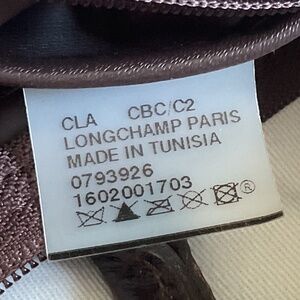 CLA CBC/C2
LONGCHAMP PARIS
MADE IN TUNISIA
0793926
1602001703
®